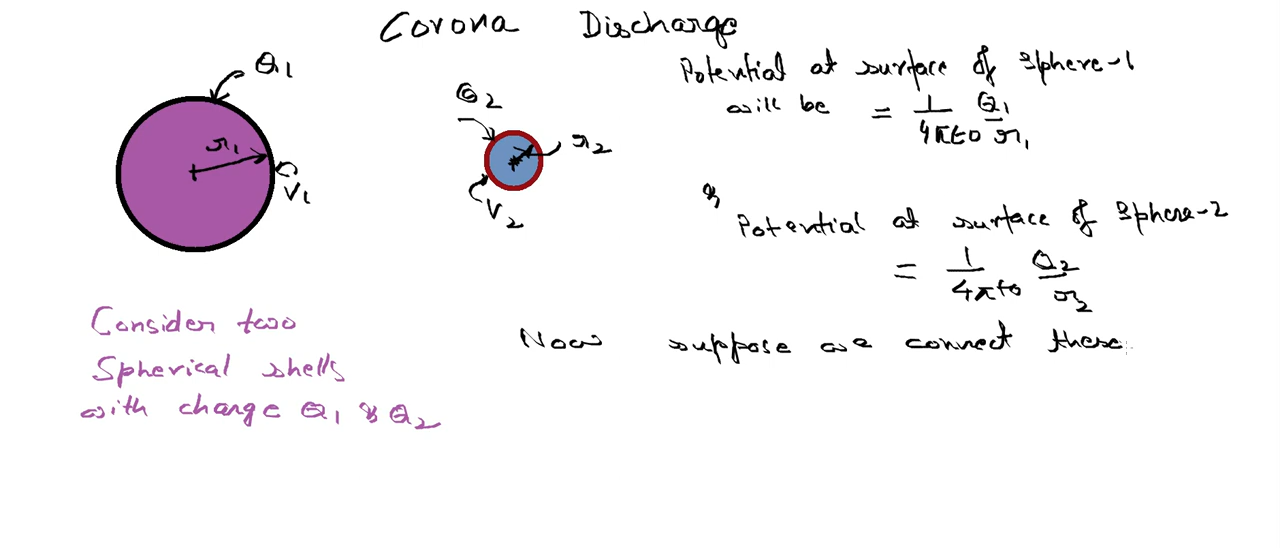 Corona Discharge
Q1
r1
V1
Q2
r2
V2
Potential at surface of sphere-1
will be = 1/4πε0 Q1/r1
& Potential at surface of sphere-2
= 1/4πε0 Q2/r2
Consider two
Spherical shells
with change Q1 & Q2
Now suppose we connect these